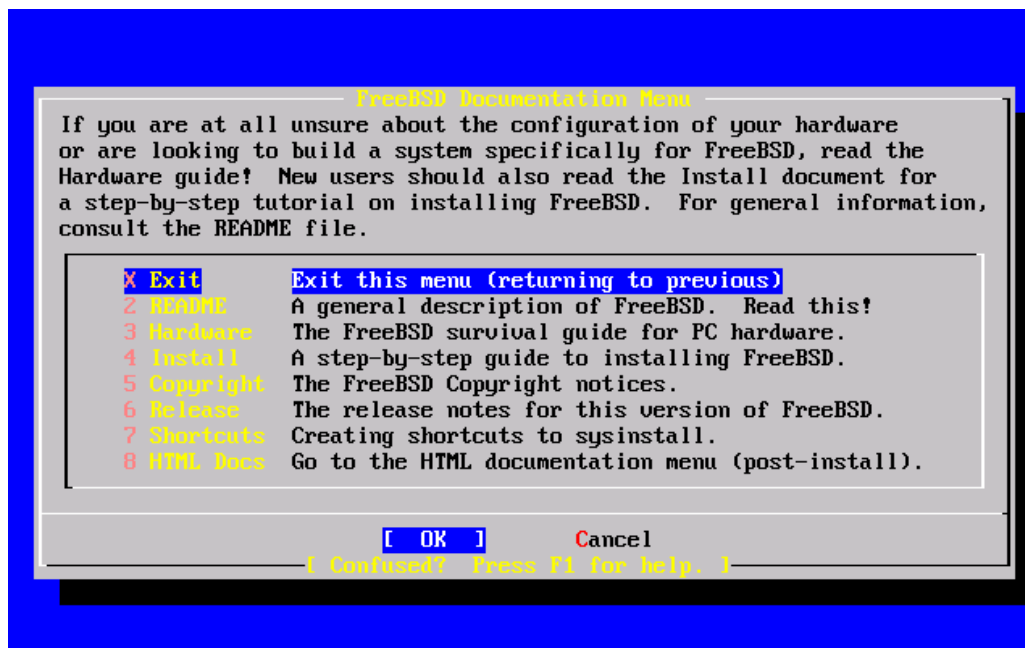 FreeBSD Documentation Menu
If you are at all unsure about the configuration of your hardware
or are looking to build a system specifically for FreeBSD, read the
Hardware guide!  New users should also read the Install document for
a step-by-step tutorial on installing FreeBSD.  For general information,
consult the README file.
X Exit       Exit this menu (returning to previous)
2 README     A general description of FreeBSD.  Read this!
3 Hardware   The FreeBSD survival guide for PC hardware.
4 Install    A step-by-step guide to installing FreeBSD.
5 Copyright  The FreeBSD Copyright notices.
6 Release    The release notes for this version of FreeBSD.
7 Shortcuts  Creating shortcuts to sysinstall.
8 HTML Docs  Go to the HTML documentation menu (post-install).
[  OK  ]       Cancel
[ Confused?  Press F1 for help. ]